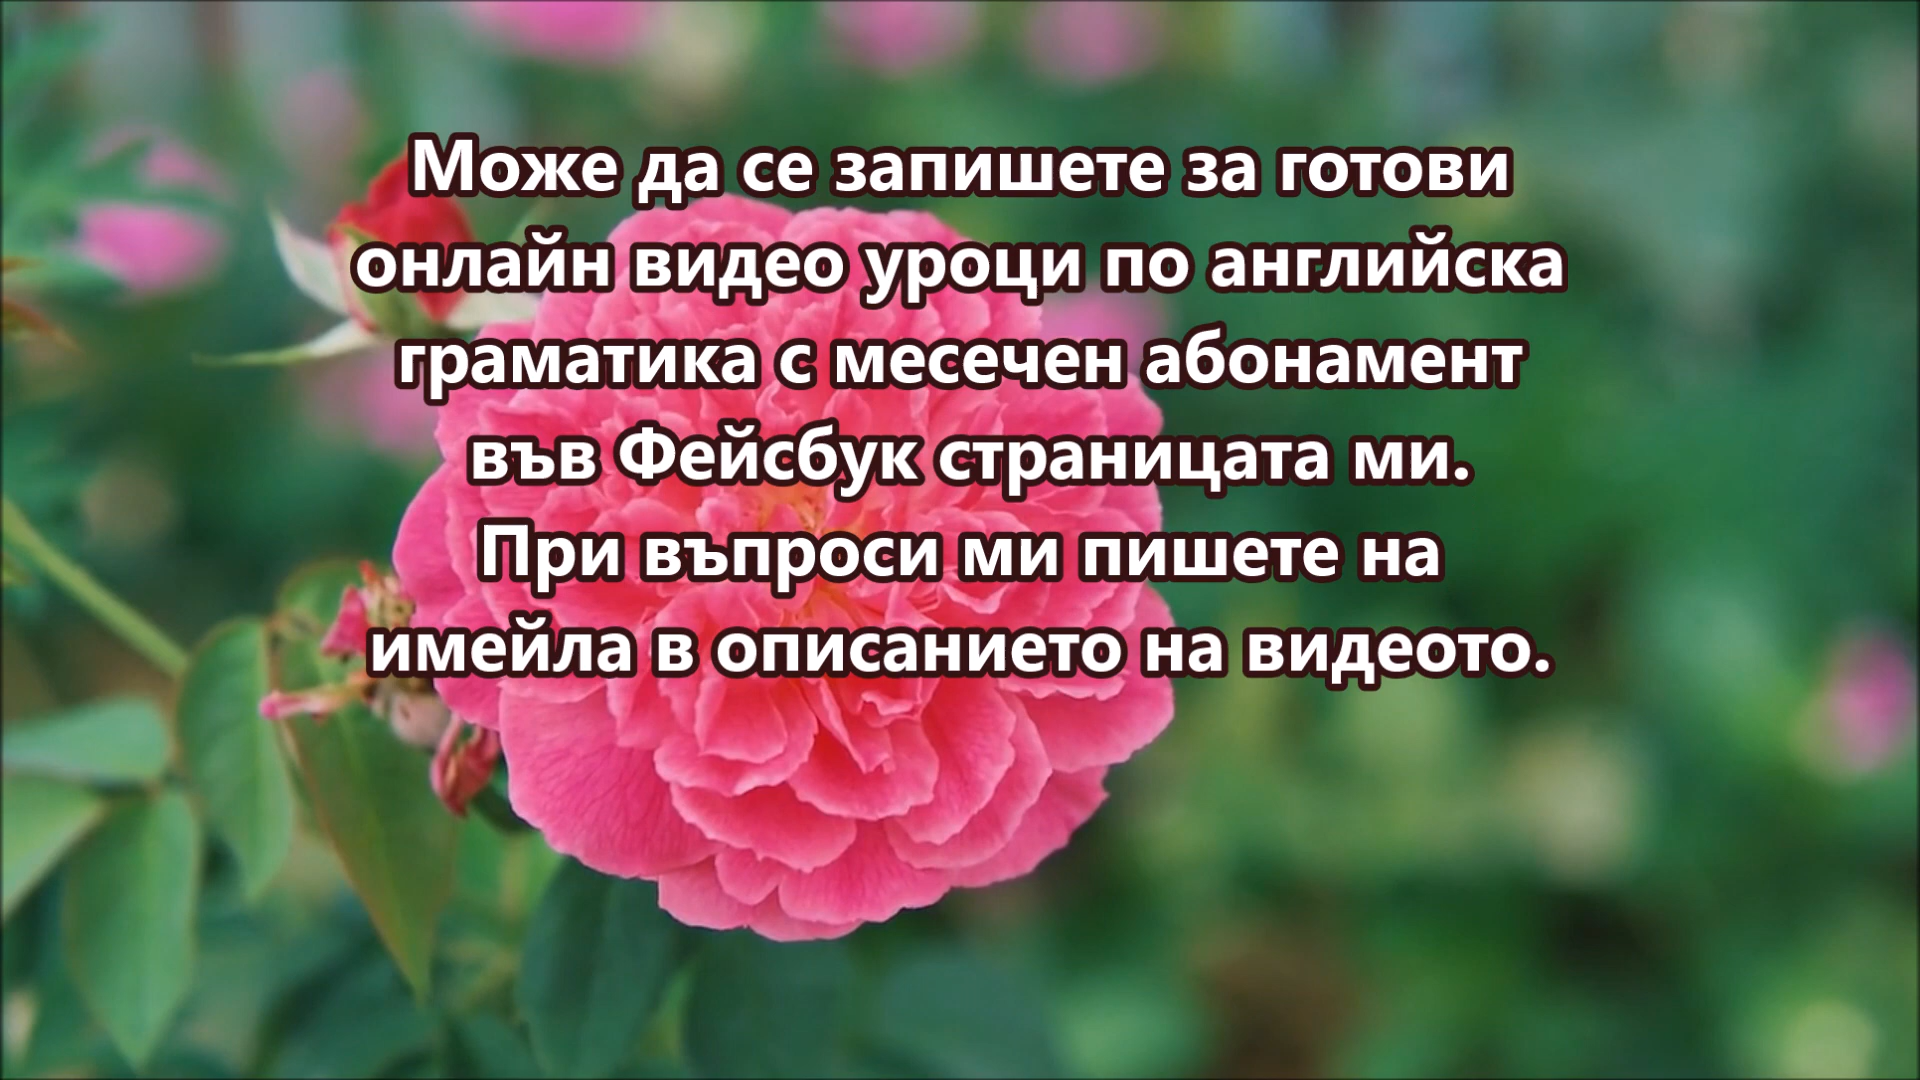 Може да се запишете за готови
онлайн видео уроци по английска
граматика с месечен абонамент
във Фейсбук страницата ми.
При въпроси ми пишете на
имейла в описанието на видеото.